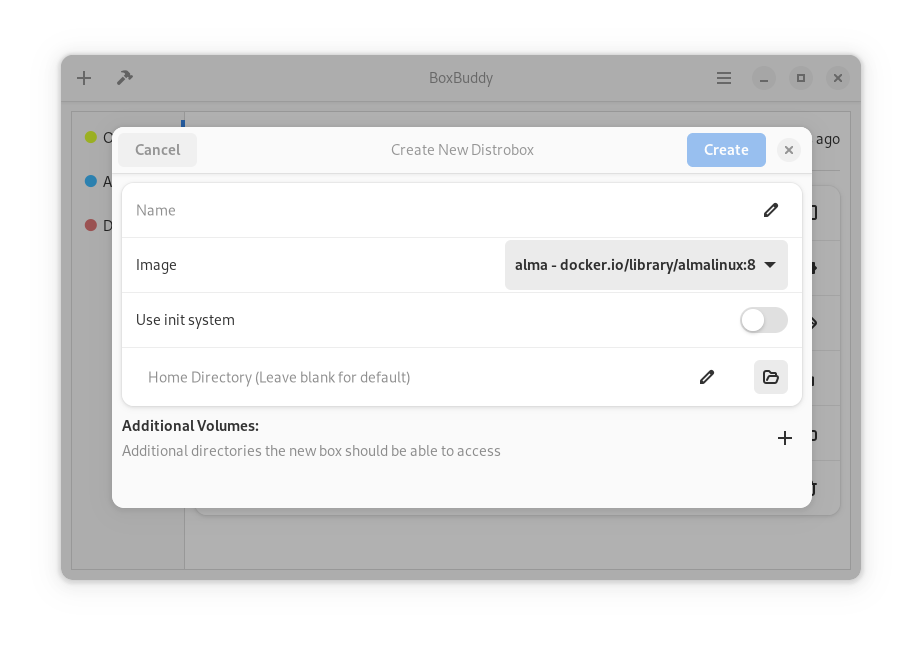 BoxBuddy
ago
Cancel
Create New Distrobox
Create
Name
Image
alma - docker.io/library/almalinux:8
Use init system
Home Directory (Leave blank for default)
Additional Volumes:
Additional directories the new box should be able to access